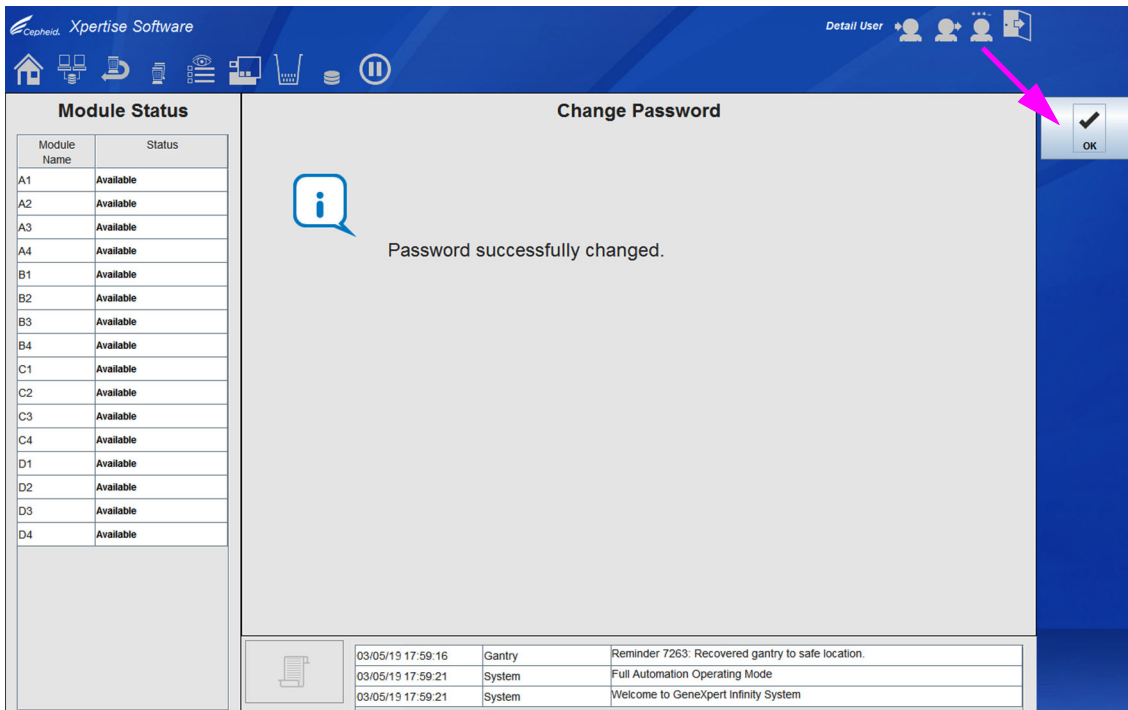 Cepheid. Xpertise Software
Detail User
Module Status
Change Password
OK
Module Name Status
A1 Available
A2 Available
A3 Available
A4 Available
B1 Available
B2 Available
B3 Available
B4 Available
C1 Available
C2 Available
C3 Available
C4 Available
D1 Available
D2 Available
D3 Available
D4 Available
Password successfully changed.
03/05/19 17:59:16 Gantry Reminder 7263: Recovered gantry to safe location.
03/05/19 17:59:21 System Full Automation Operating Mode
03/05/19 17:59:21 System Welcome to GeneXpert Infinity System